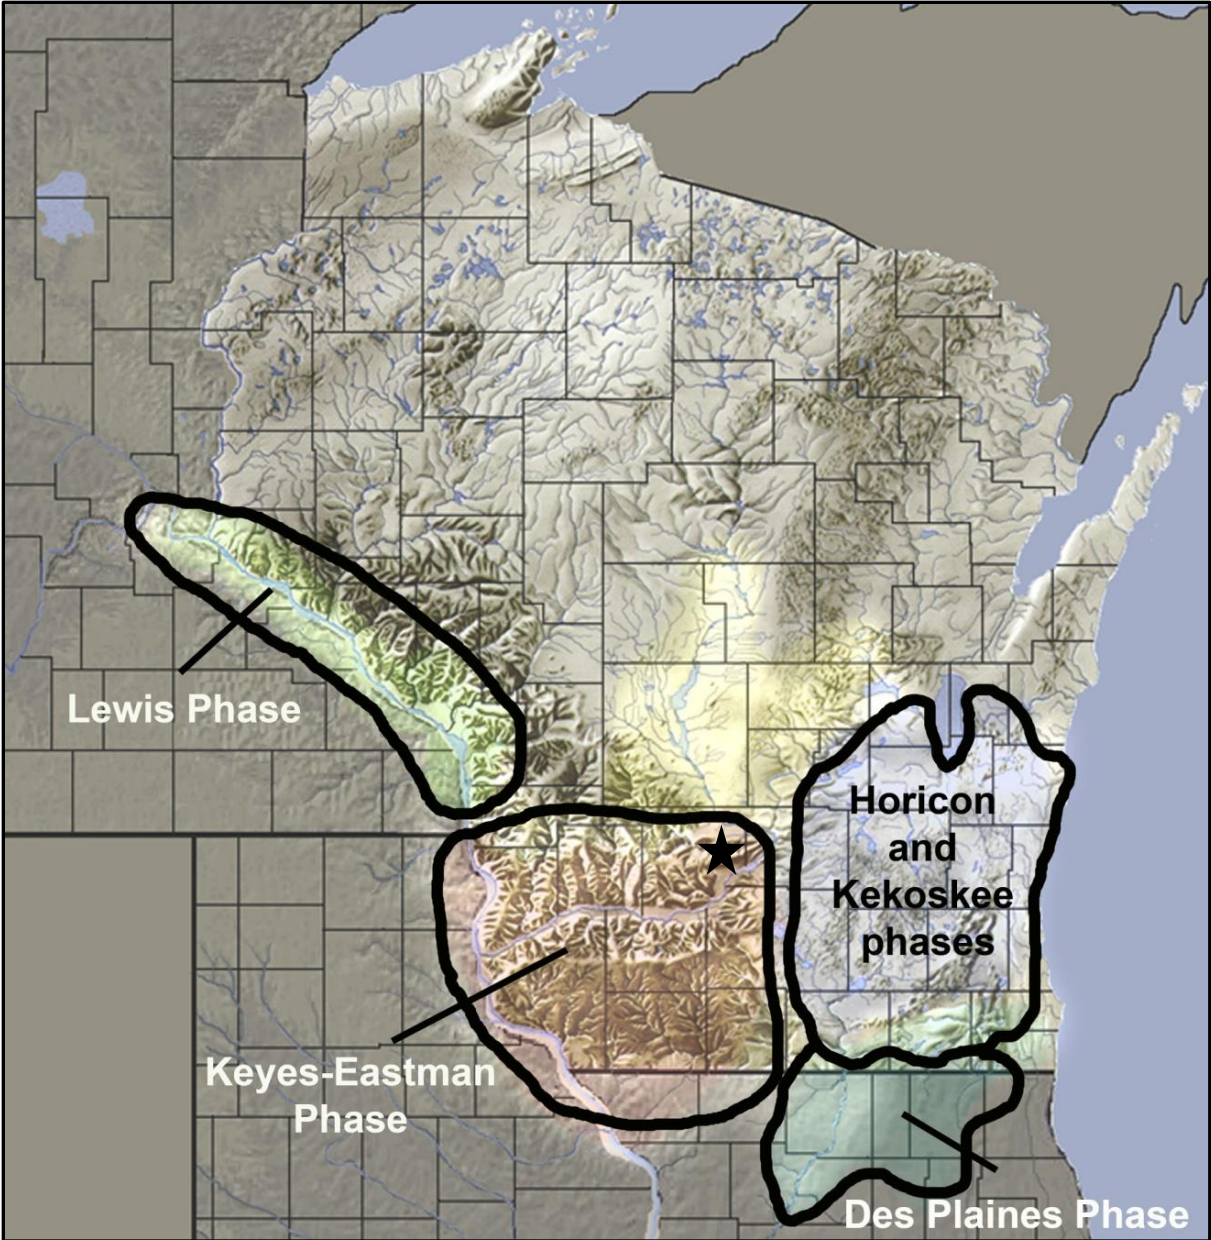 Lewis Phase
Horicon
and
Kekoskee
phases
Keyes-Eastman
Phase
Des Plaines Phase